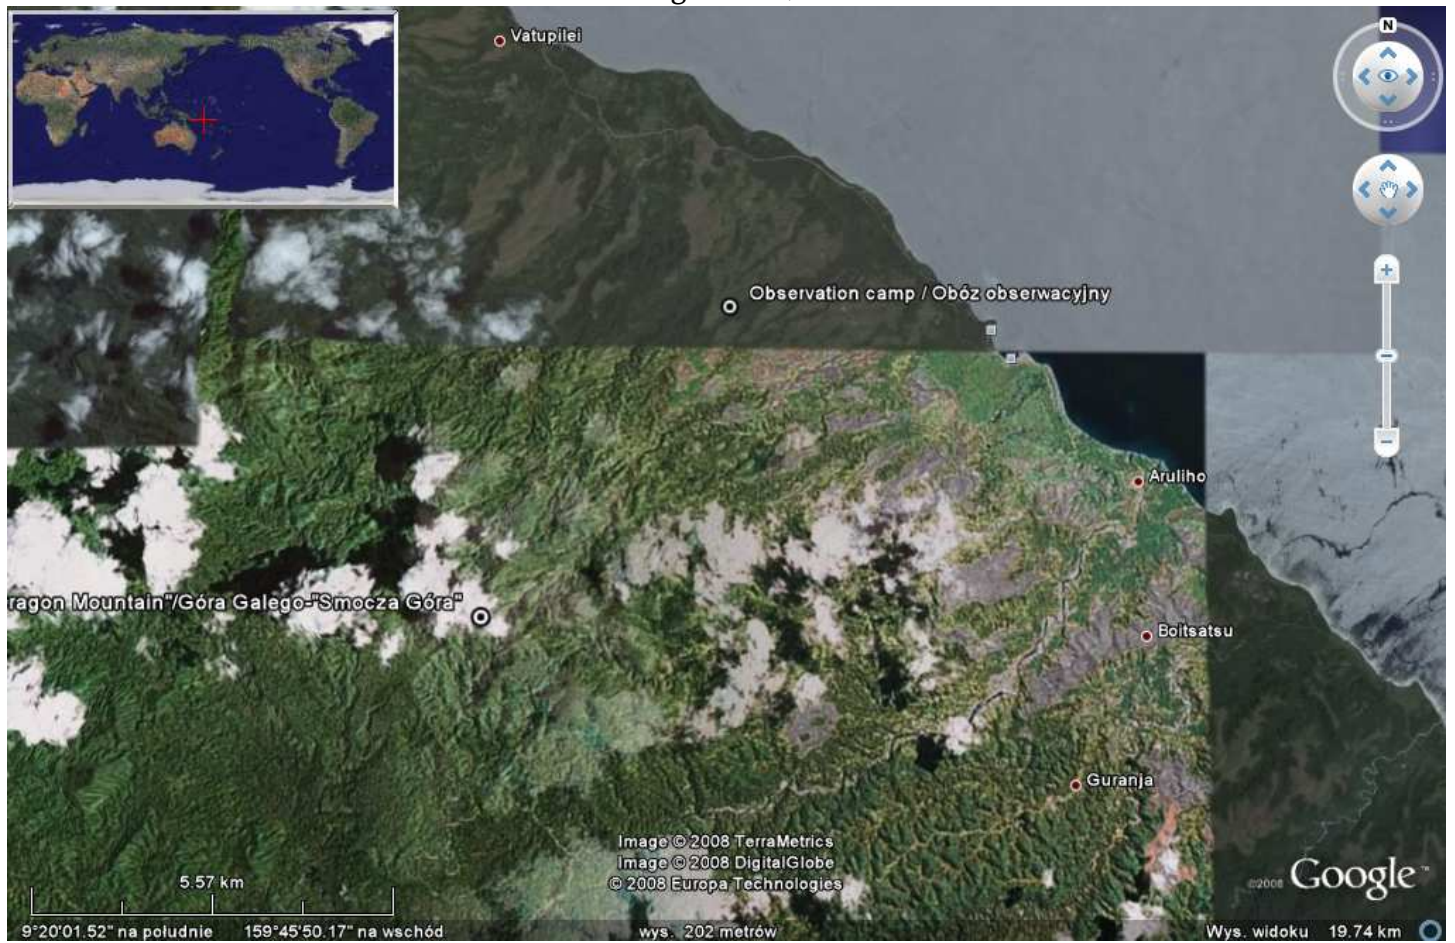 Vatupilei
N
Observation camp / Obóz obserwacyjny
Aruliho
ragon Mountain"/Góra Galego-"Smocza Góra"
Boitsatsu
Guranja
Image © 2008 TerraMetrics
Image © 2008 DigitalGlobe
© 2008 Europa Technologies
5.57 km
©2008 Google™
9°20'01.52" na południe 159°45'50.17" na wschód wys. 202 metrów Wys. widoku 19.74 km